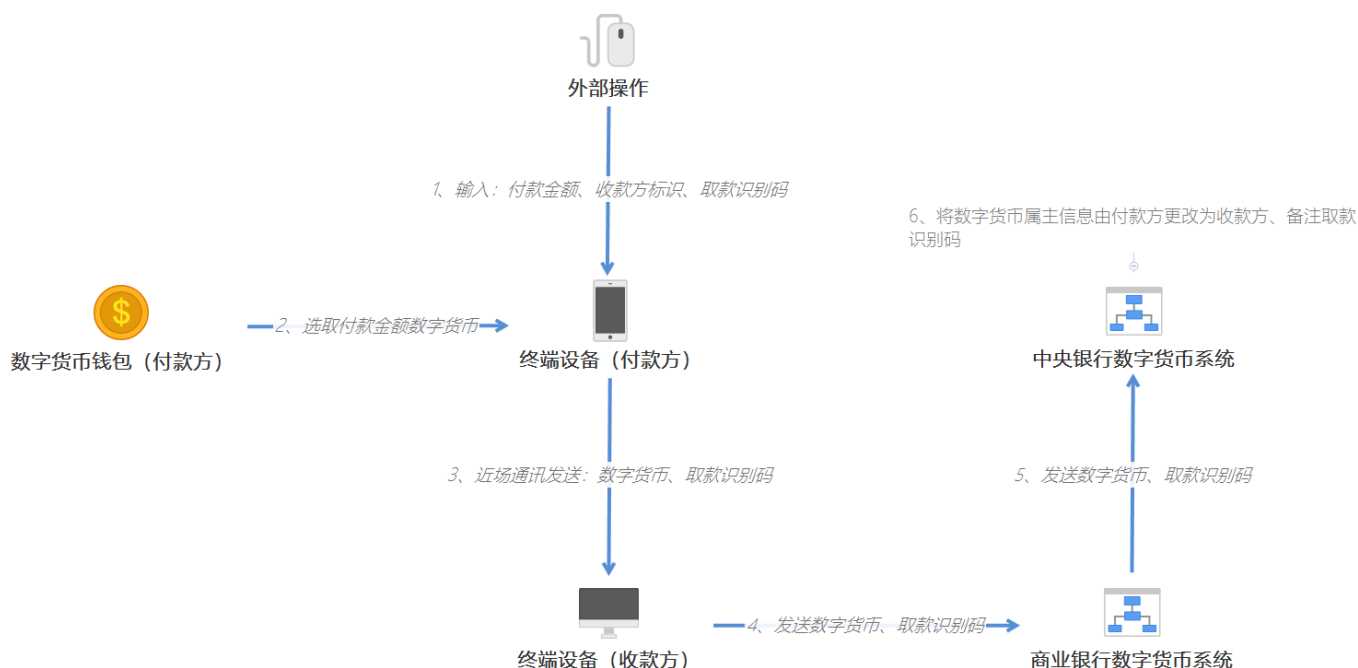 外部操作
1、输入：付款金额、收款方标识、取款识别码
6、将数字货币属主信息由付款方更改为收款方、备注取款
识别码
$
2、选取付款金额数字货币
数字货币钱包（付款方）
终端设备（付款方）
中央银行数字货币系统
3、近场通讯发送：数字货币、取款识别码
5、发送数字货币、取款识别码
4、发送数字货币、取款识别码
终端设备（收款方）
商业银行数字货币系统